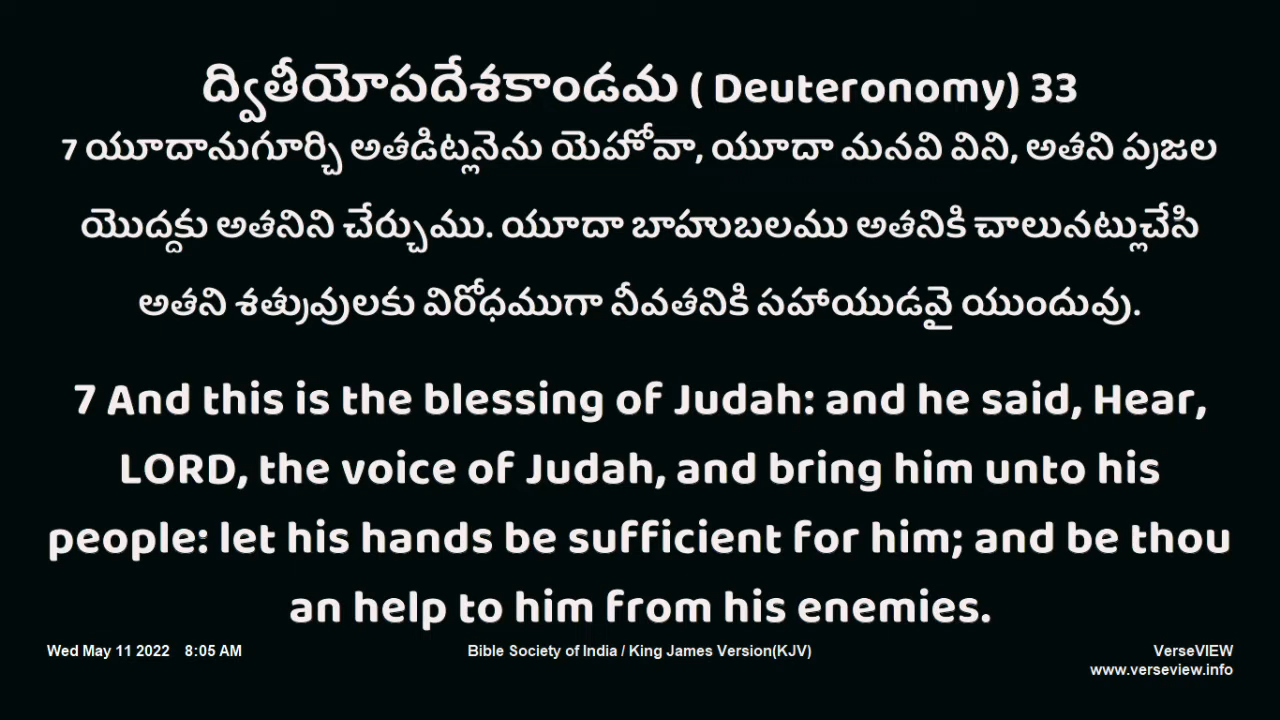 ద్వితీయోపదేశకాండమ ( Deuteronomy) 33
7 యూదానుగూర్చి అతడిట్లనెను యెహోవా, యూదా మనవి విని, అతని ప్రజల
యొద్దకు అతనిని చేర్చుము. యూదా బాహుబలము అతనికి చాలునట్లుచేసి
అతని శత్రువులకు విరోధముగా నీవతనికి సహాయుడవై యుందువు.
7 And this is the blessing of Judah: and he said, Hear,
LORD, the voice of Judah, and bring him unto his
people: let his hands be sufficient for him; and be thou
an help to him from his enemies.
Wed May 11 2022 8:05 AM
Bible Society of India / King James Version(KJV)
VerseVIEW
www.verseview.info